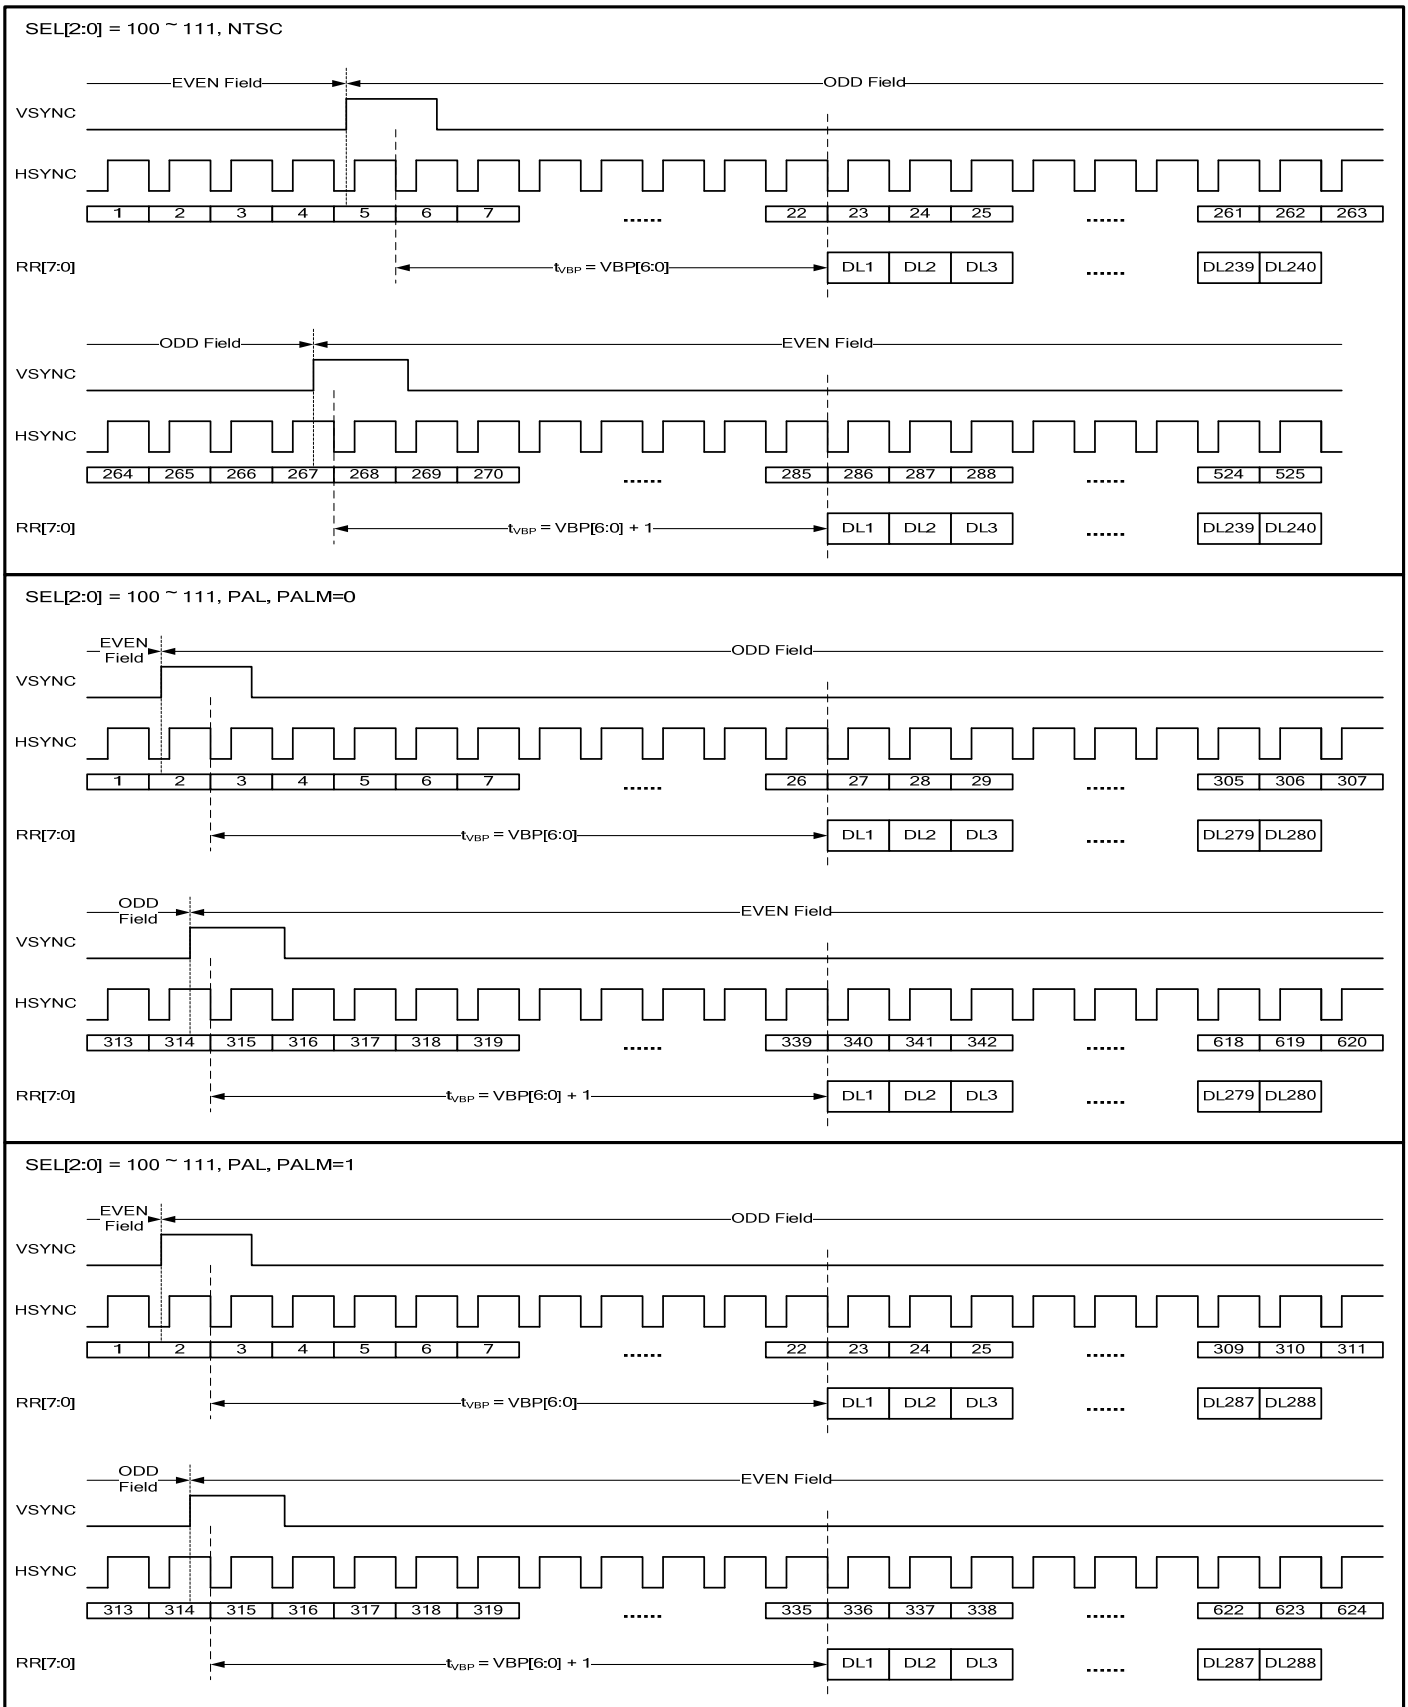 SEL[2:0] = 100 ~ 111, NTSC
EVEN Field ODD Field
VSYNC
HSYNC
1 2 3 4 5 6 7 ...... 22 23 24 25 ...... 261 262 263
RR[7:0] tVBP = VBP[6:0] DL1 DL2 DL3 ...... DL239 DL240
ODD Field EVEN Field
VSYNC
HSYNC
264 265 266 267 268 269 270 ...... 285 286 287 288 ...... 524 525
RR[7:0] tVBP = VBP[6:0] + 1 DL1 DL2 DL3 ...... DL239 DL240
SEL[2:0] = 100 ~ 111, PAL, PALM=0
EVEN
Field ODD Field
VSYNC
HSYNC
1 2 3 4 5 6 7 ...... 26 27 28 29 ...... 305 306 307
RR[7:0] tVBP = VBP[6:0] DL1 DL2 DL3 ...... DL279 DL280
ODD
Field EVEN Field
VSYNC
HSYNC
313 314 315 316 317 318 319 ...... 339 340 341 342 ...... 618 619 620
RR[7:0] tVBP = VBP[6:0] + 1 DL1 DL2 DL3 ...... DL279 DL280
SEL[2:0] = 100 ~ 111, PAL, PALM=1
EVEN
Field ODD Field
VSYNC
HSYNC
1 2 3 4 5 6 7 ...... 22 23 24 25 ...... 309 310 311
RR[7:0] tVBP = VBP[6:0] DL1 DL2 DL3 ...... DL287 DL288
ODD
Field EVEN Field
VSYNC
HSYNC
313 314 315 316 317 318 319 ...... 335 336 337 338 ...... 622 623 624
RR[7:0] tVBP = VBP[6:0] + 1 DL1 DL2 DL3 ...... DL287 DL288